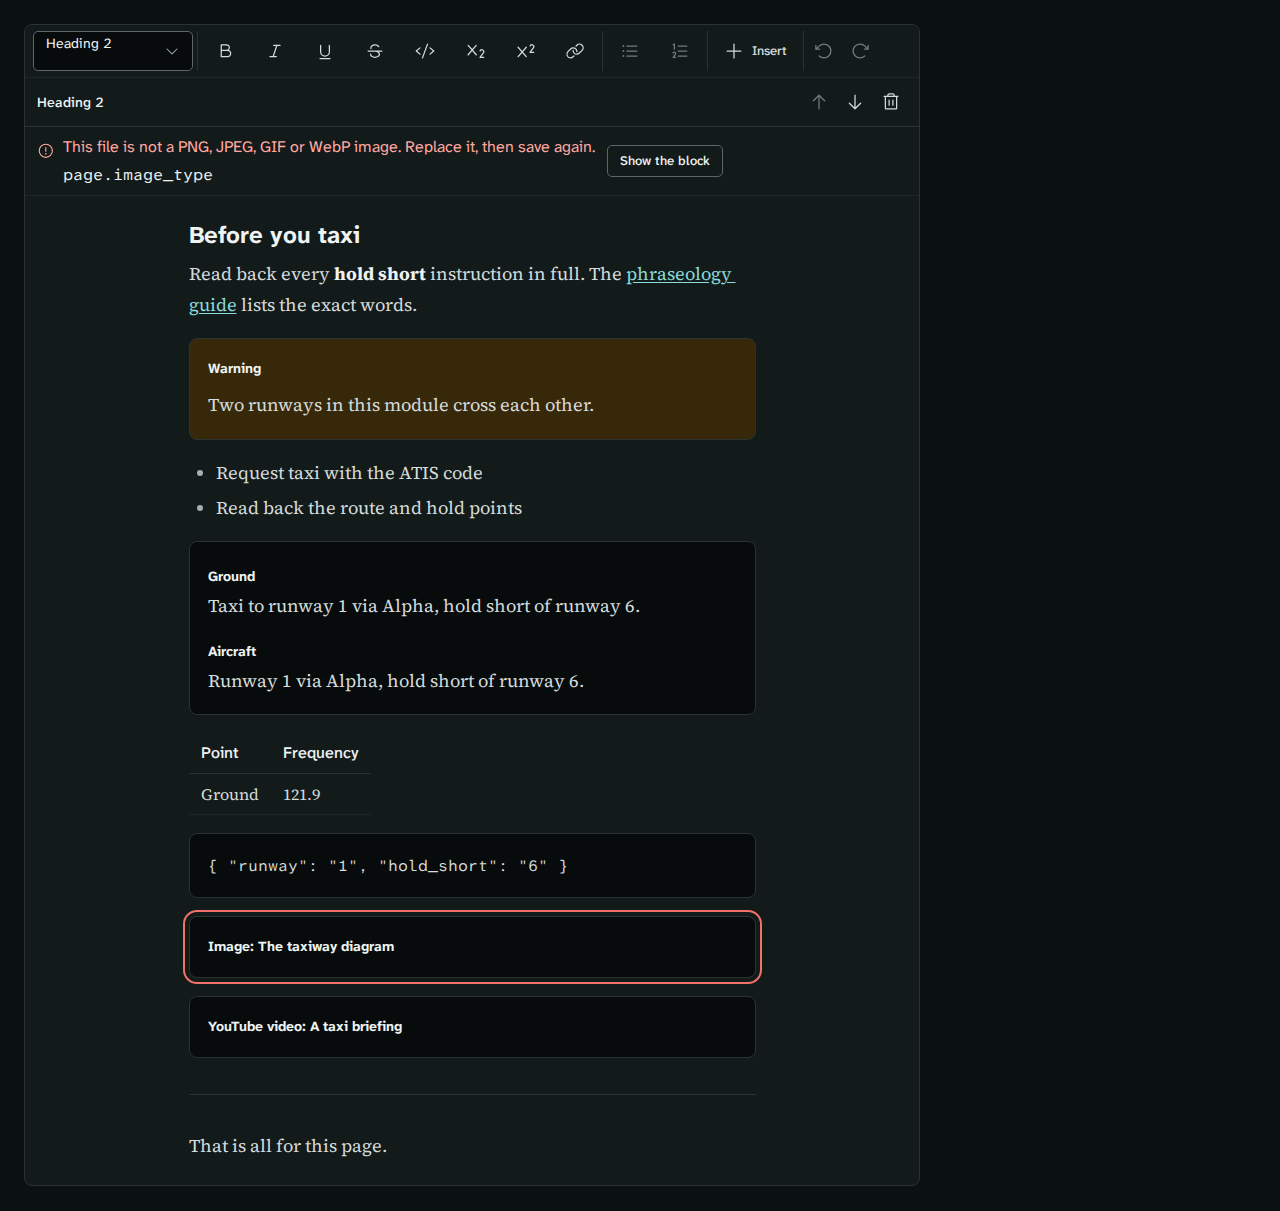 Heading 2
B I U S </> X2 X2 Insert
Heading 2
This file is not a PNG, JPEG, GIF or WebP image. Replace it, then save again.
page.image_type
Show the block
Before you taxi
Read back every hold short instruction in full. The phraseology
guide lists the exact words.
Warning
Two runways in this module cross each other.
Request taxi with the ATIS code
Read back the route and hold points
Ground
Taxi to runway 1 via Alpha, hold short of runway 6.
Aircraft
Runway 1 via Alpha, hold short of runway 6.
Point Frequency
Ground 121.9
{ "runway": "1", "hold_short": "6" }
Image: The taxiway diagram
YouTube video: A taxi briefing
That is all for this page.